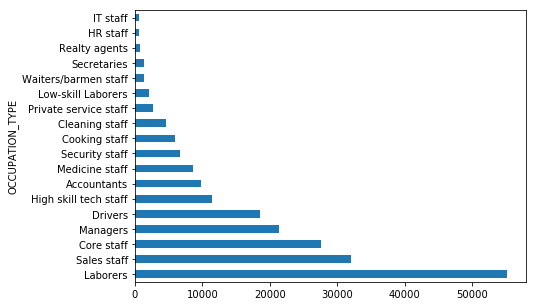 OCCUPATION_TYPE
IT staff
HR staff
Realty agents
Secretaries
Waiters/barmen staff
Low-skill Laborers
Private service staff
Cleaning staff
Cooking staff
Security staff
Medicine staff
Accountants
High skill tech staff
Drivers
Managers
Core staff
Sales staff
Laborers
0 10000 20000 30000 40000 50000